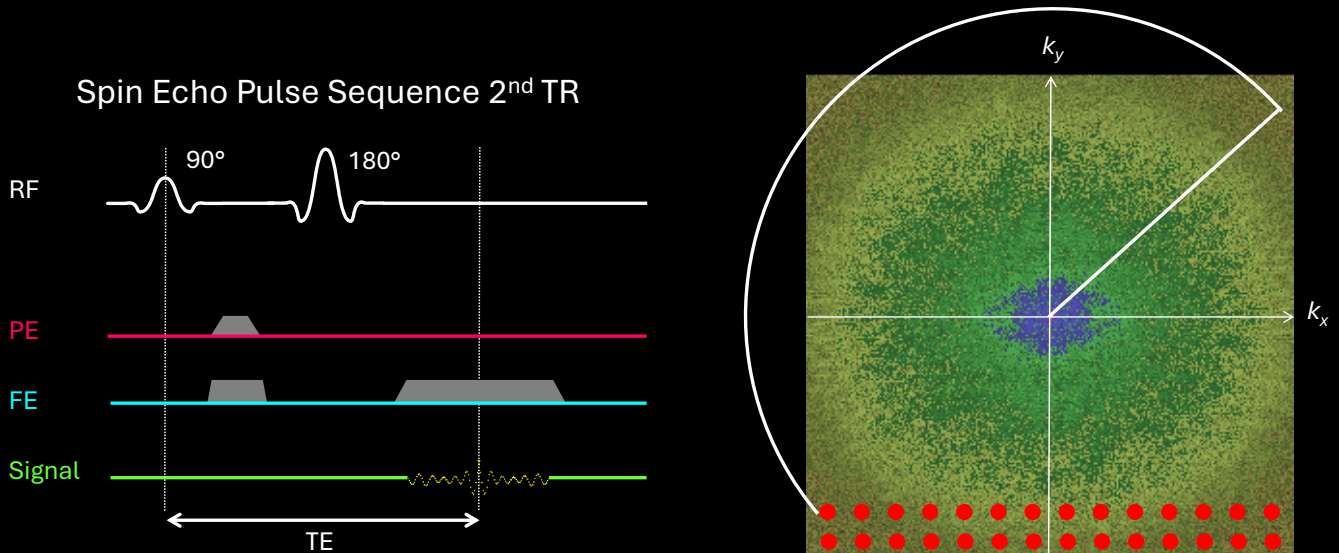 Spin Echo Pulse Sequence 2nd TR
RF
90°
180°
PE
FE
Signal
TE
ky
kx